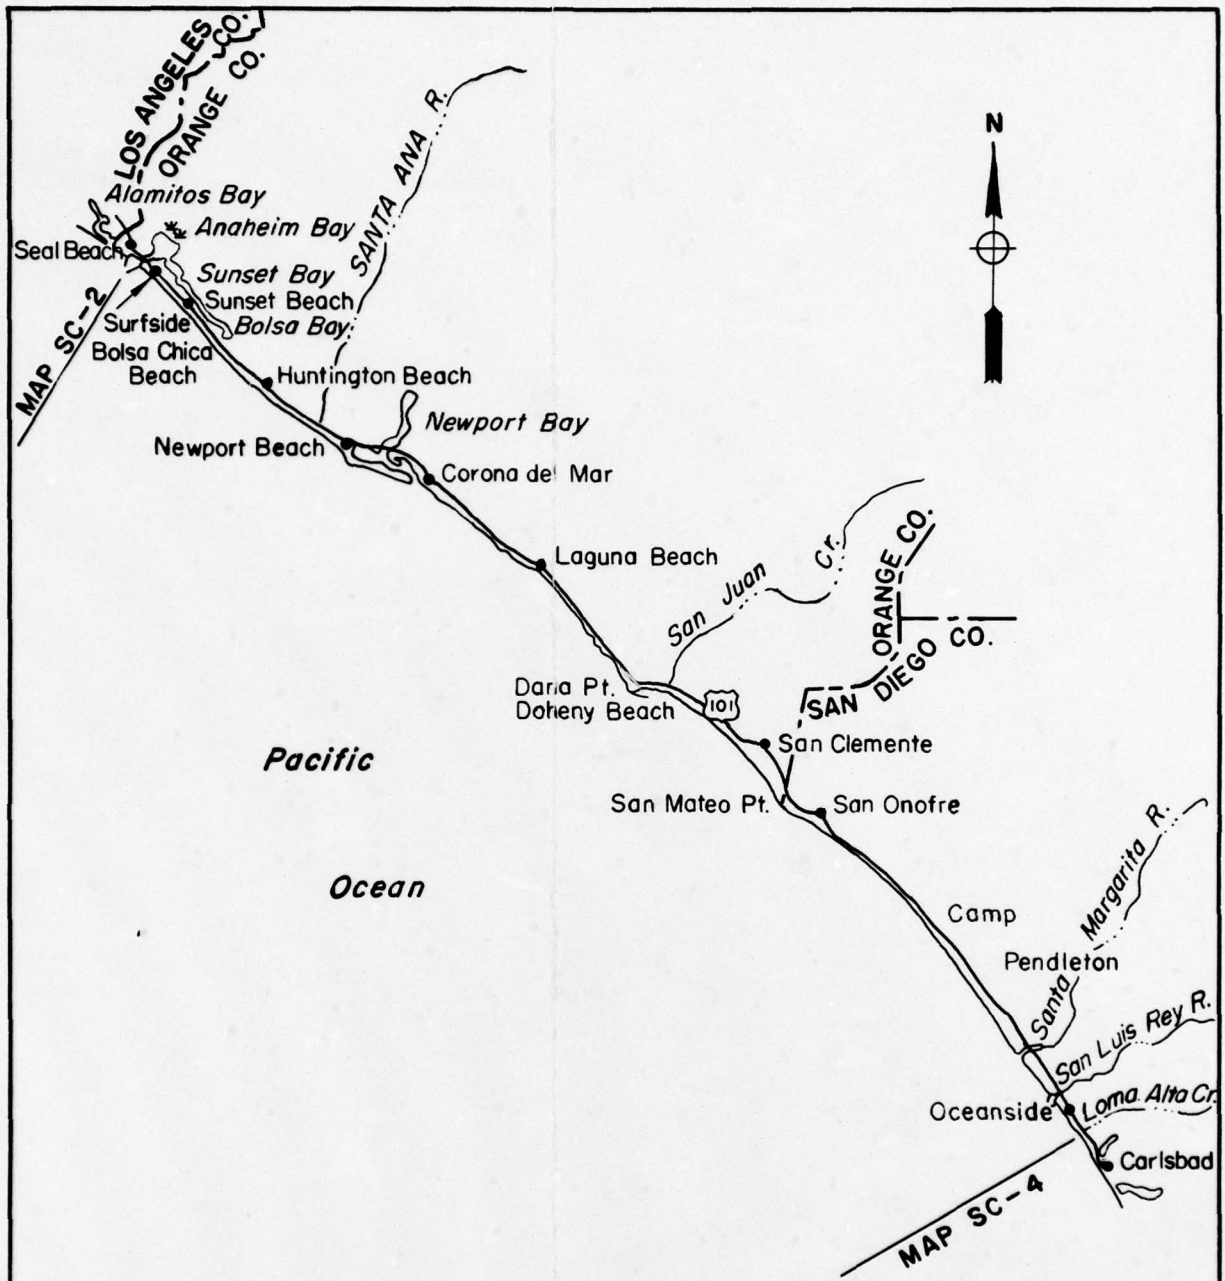 LOS ANGELES CO.
ORANGE CO.
SANTA ANA R.
N
Alamitos Bay
Anaheim Bay
Seal Beach
Sunset Bay
Sunset Beach
MAP SC-2
Surfside
Bolsa Bay
Bolsa Chica
Beach
Huntington Beach
Newport Bay
Newport Beach
Corona del Mar
Laguna Beach
San Juan Cr.
ORANGE CO.
SAN DIEGO CO.
Dana Pt.
Doheny Beach
101
San Clemente
Pacific
Ocean
San Mateo Pt.
San Onofre
Camp
Pendleton
Santa Margarita R.
San Luis Rey R.
Oceanside
Loma Alta Cr.
Carlsbad
MAP SC-4